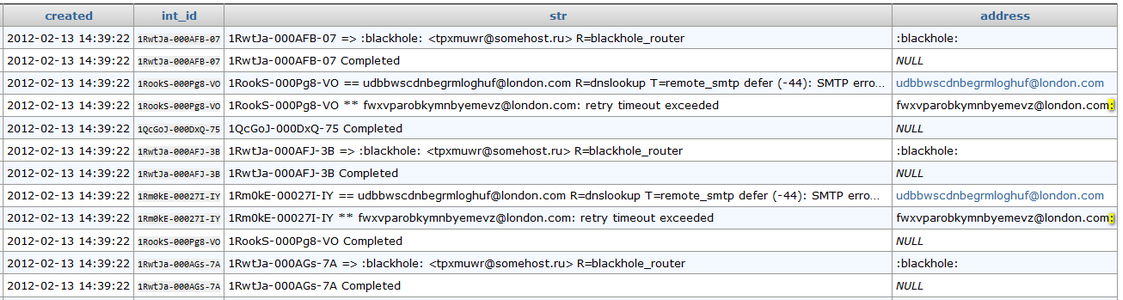 created int_id str address
2012-02-13 14:39:22 1RwtJa-000AFB-07 1RwtJa-000AFB-07 => :blackhole: <tpxmuwr@somehost.ru> R=blackhole_router :blackhole:
2012-02-13 14:39:22 1RwtJa-000AFB-07 1RwtJa-000AFB-07 Completed NULL
2012-02-13 14:39:22 1RookS-000Pg8-VO 1RookS-000Pg8-VO == udbbwscdnbegrmloghuf@london.com R=dnslookup T=remote_smtp defer (-44): SMTP erro... udbbwscdnbegrmloghuf@london.com
2012-02-13 14:39:22 1RookS-000Pg8-VO 1RookS-000Pg8-VO ** fwxvparobkymnbyemevz@london.com: retry timeout exceeded fwxvparobkymnbyemevz@london.com:
2012-02-13 14:39:22 1QcGoJ-000DxQ-75 1QcGoJ-000DxQ-75 Completed NULL
2012-02-13 14:39:22 1RwtJa-000AFJ-3B 1RwtJa-000AFJ-3B => :blackhole: <tpxmuwr@somehost.ru> R=blackhole_router :blackhole:
2012-02-13 14:39:22 1RwtJa-000AFJ-3B 1RwtJa-000AFJ-3B Completed NULL
2012-02-13 14:39:22 1Rm0kE-00027I-IY 1Rm0kE-00027I-IY == udbbwscdnbegrmloghuf@london.com R=dnslookup T=remote_smtp defer (-44): SMTP erro... udbbwscdnbegrmloghuf@london.com
2012-02-13 14:39:22 1Rm0kE-00027I-IY 1Rm0kE-00027I-IY ** fwxvparobkymnbyemevz@london.com: retry timeout exceeded fwxvparobkymnbyemevz@london.com:
2012-02-13 14:39:22 1RookS-000Pg8-VO 1RookS-000Pg8-VO Completed NULL
2012-02-13 14:39:22 1RwtJa-000AGs-7A 1RwtJa-000AGs-7A => :blackhole: <tpxmuwr@somehost.ru> R=blackhole_router :blackhole:
2012-02-13 14:39:22 1RwtJa-000AGs-7A 1RwtJa-000AGs-7A Completed NULL